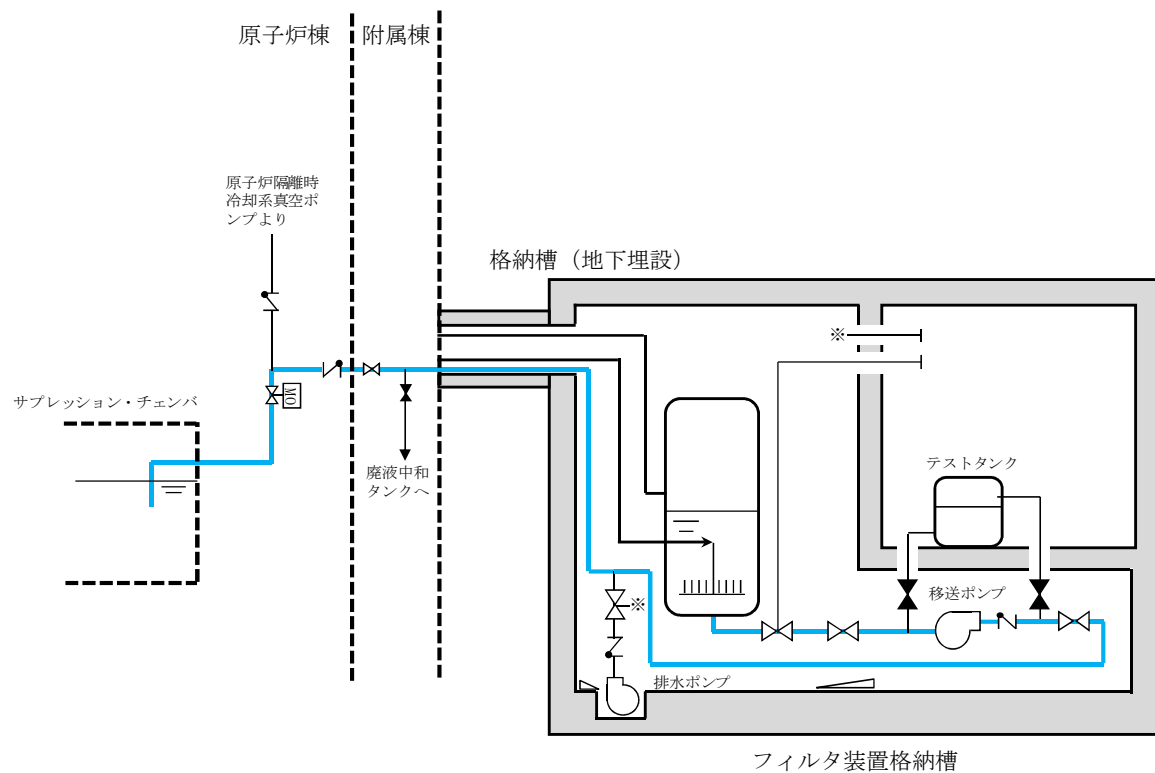 原子炉棟
附属棟
原子炉隔離時
冷却系真空ポ
ンプより
格納槽（地下埋設）
※
MO
サプレッション・チェンバ
廃液中和
タンクへ
テストタンク
移送ポンプ
※
排水ポンプ
フィルタ装置格納槽